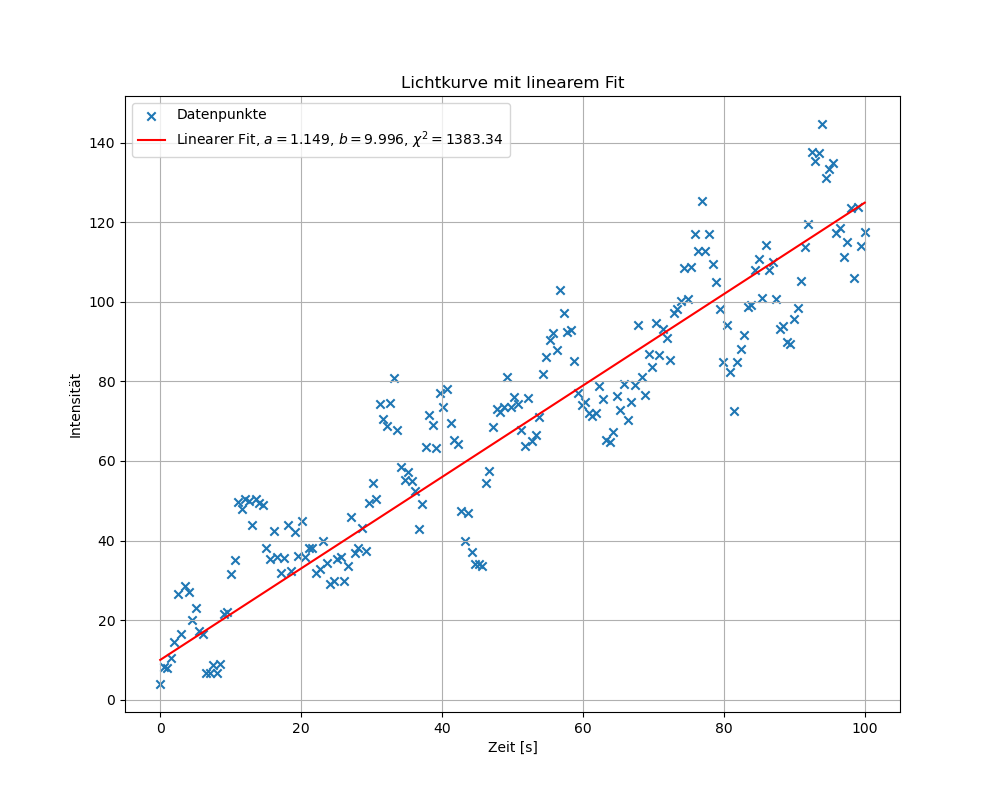 Lichtkurve mit linearem Fit
Datenpunkte
Linearer Fit, a = 1.149, b = 9.996, χ² = 1383.34
140
120
100
80
60
40
20
0
Intensität
0 20 40 60 80 100
Zeit [s]